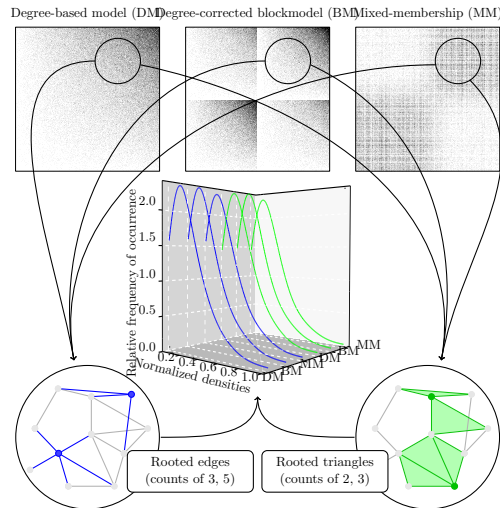 Degree-based model (DM)
Degree-corrected blockmodel (BM)
Mixed-membership (MM)
Relative frequency of occurrence
2.0
1.5
1.0
0.5
0.0
0.2
0.4
0.6
0.8
1.0
Normalized densities
DM
BM
MM
DM
BM
MM
Rooted edges
(counts of 3, 5)
Rooted triangles
(counts of 2, 3)